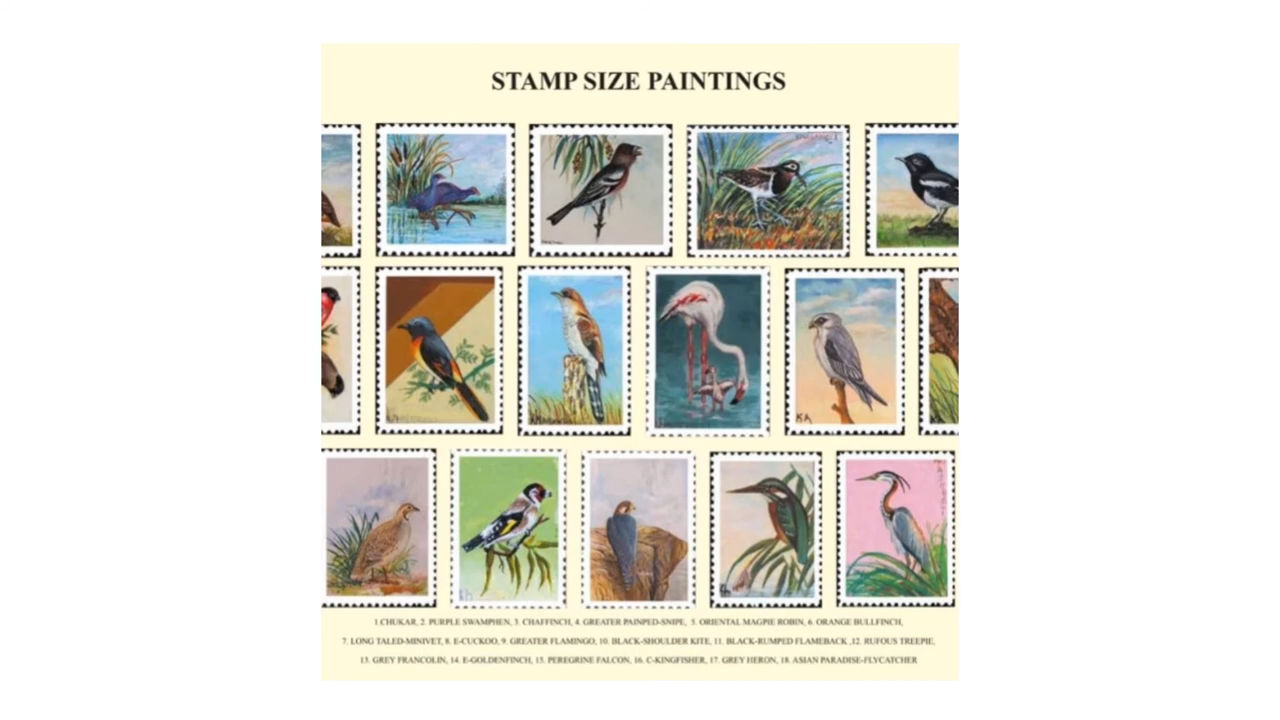 STAMP SIZE PAINTINGS
KA
1.CHUKAR, 2. PURPLE SWAMPHEN, 3. CHAFFINCH, 4. GREATER PAINPED-SNIPE, 5. ORIENTAL MAGPIE ROBIN, 6. ORANGE BULLFINCH,
7. LONG TALED-MINIVET, 8. E-CUCKOO, 9. GREATER FLAMINGO, 10. BLACK-SHOULDER KITE, 11. BLACK-RUMPED FLAMEBACK ,12. RUFOUS TREEPIE,
13. GREY FRANCOLIN, 14. E-GOLDENFINCH, 15. PEREGRINE FALCON, 16. C-KINGFISHER, 17. GREY HERON, 18. ASIAN PARADISE-FLYCATCHER